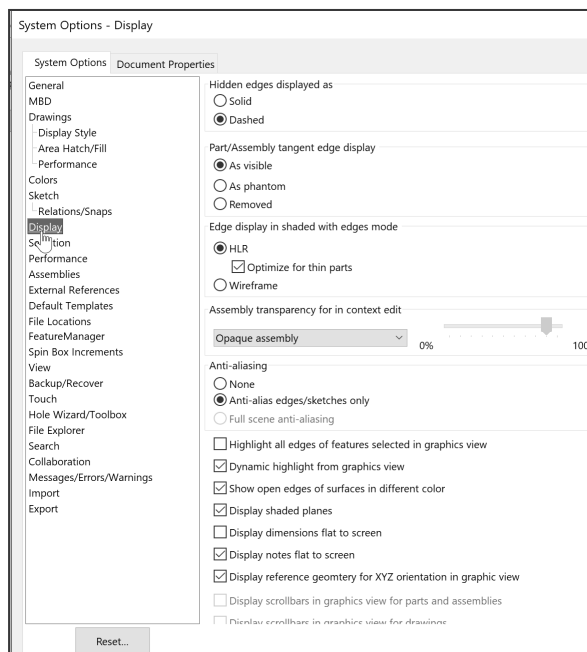 System Options - Display
System Options
Document Properties
General
MBD
Drawings
Display Style
Area Hatch/Fill
Performance
Colors
Sketch
Relations/Snaps
Display
Performance
Assemblies
External References
Default Templates
File Locations
FeatureManager
Spin Box Increments
View
Backup/Recover
Touch
Hole Wizard/Toolbox
File Explorer
Search
Collaboration
Messages/Errors/Warnings
Import
Export
Reset...
Hidden edges displayed as
Solid
Dashed
Part/Assembly tangent edge display
As visible
As phantom
Removed
Edge display in shaded with edges mode
HLR
Optimize for thin parts
Wireframe
Assembly transparency for in context edit
Opaque assembly
0%
100
Anti-aliasing
None
Anti-alias edges/sketches only
Full scene anti-aliasing
Highlight all edges of features selected in graphics view
Dynamic highlight from graphics view
Show open edges of surfaces in different color
Display shaded planes
Display dimensions flat to screen
Display notes flat to screen
Display reference geomtery for XYZ orientation in graphic view
Display scrollbars in graphics view for parts and assemblies
Display scrollbars in graphics view for drawings